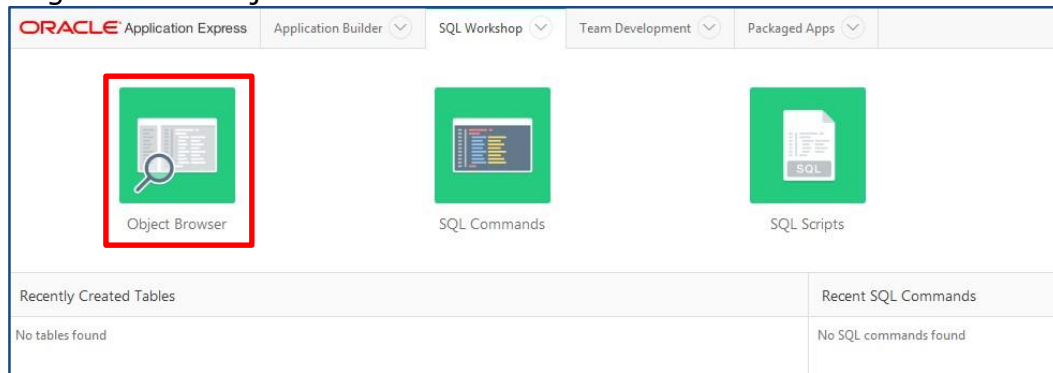 ORACLE Application Express Application Builder SQL Workshop Team Development Packaged Apps
SQL
Object Browser SQL Commands SQL Scripts
Recently Created Tables Recent SQL Commands
No tables found No SQL commands found